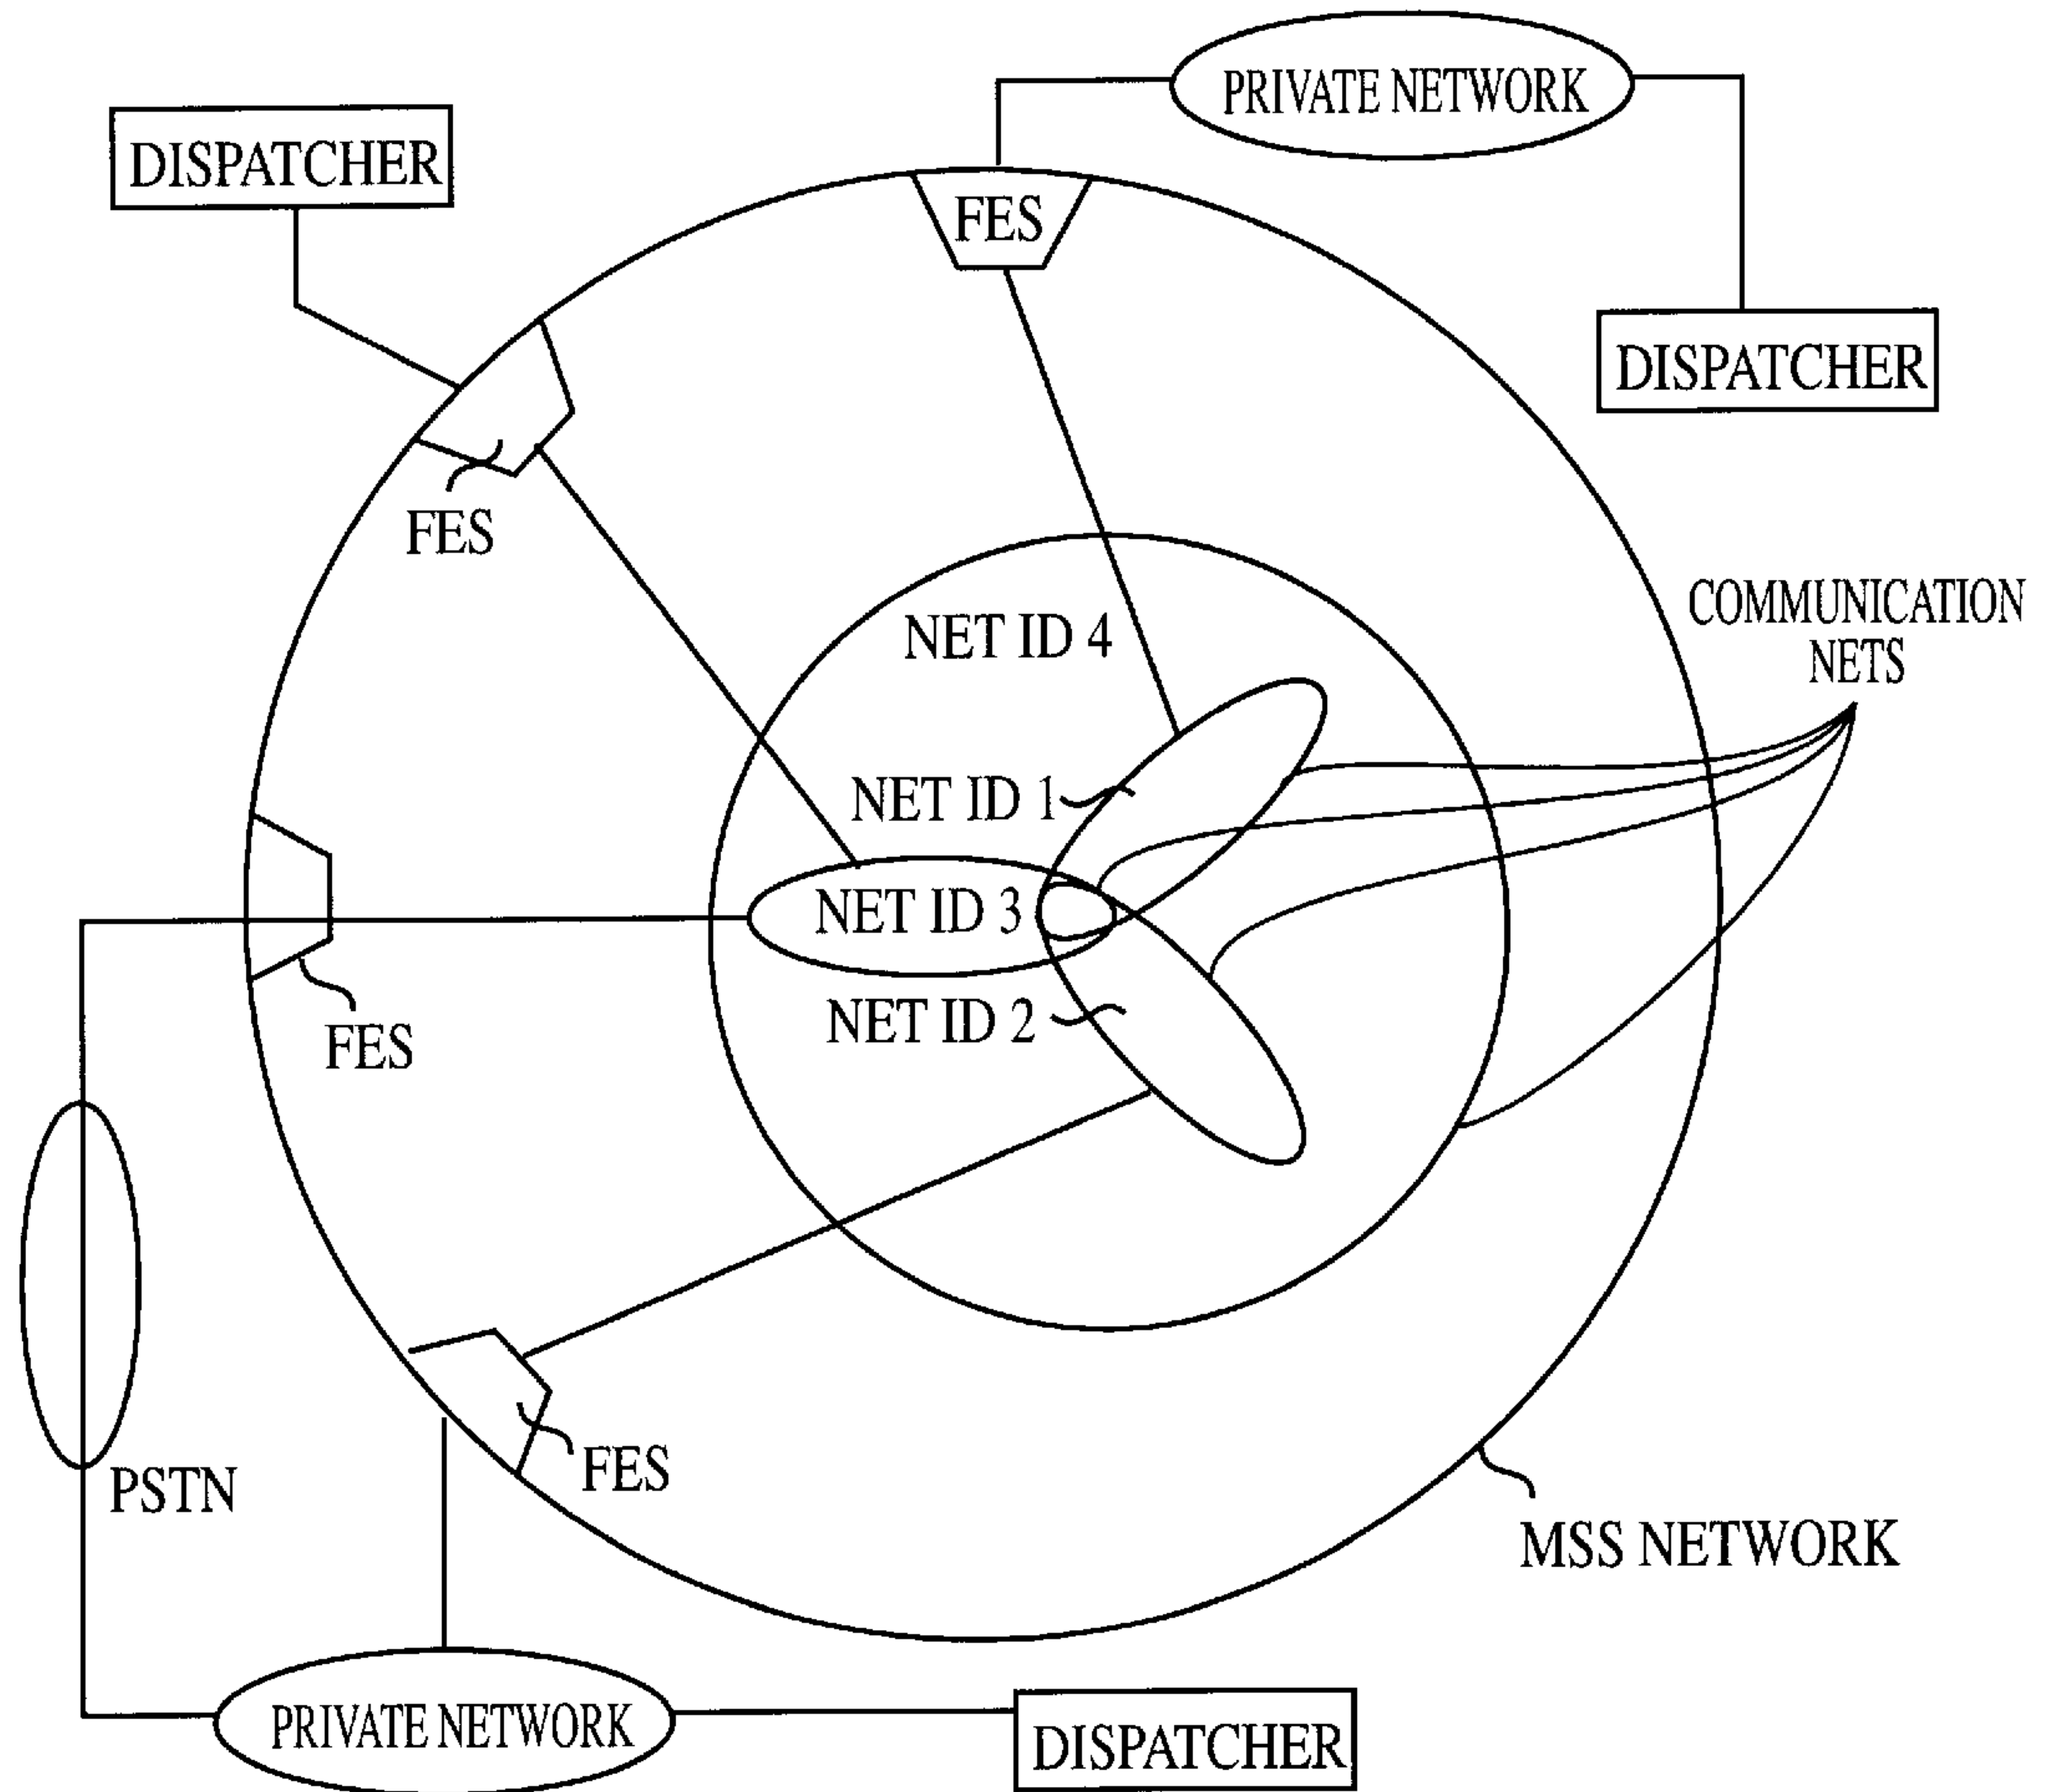 PRIVATE NETWORK
DISPATCHER
FES
DISPATCHER
FES
COMMUNICATION
NETS
NET ID 4
NET ID 1
NET ID 3
NET ID 2
FES
FES
PSTN
MSS NETWORK
PRIVATE NETWORK
DISPATCHER